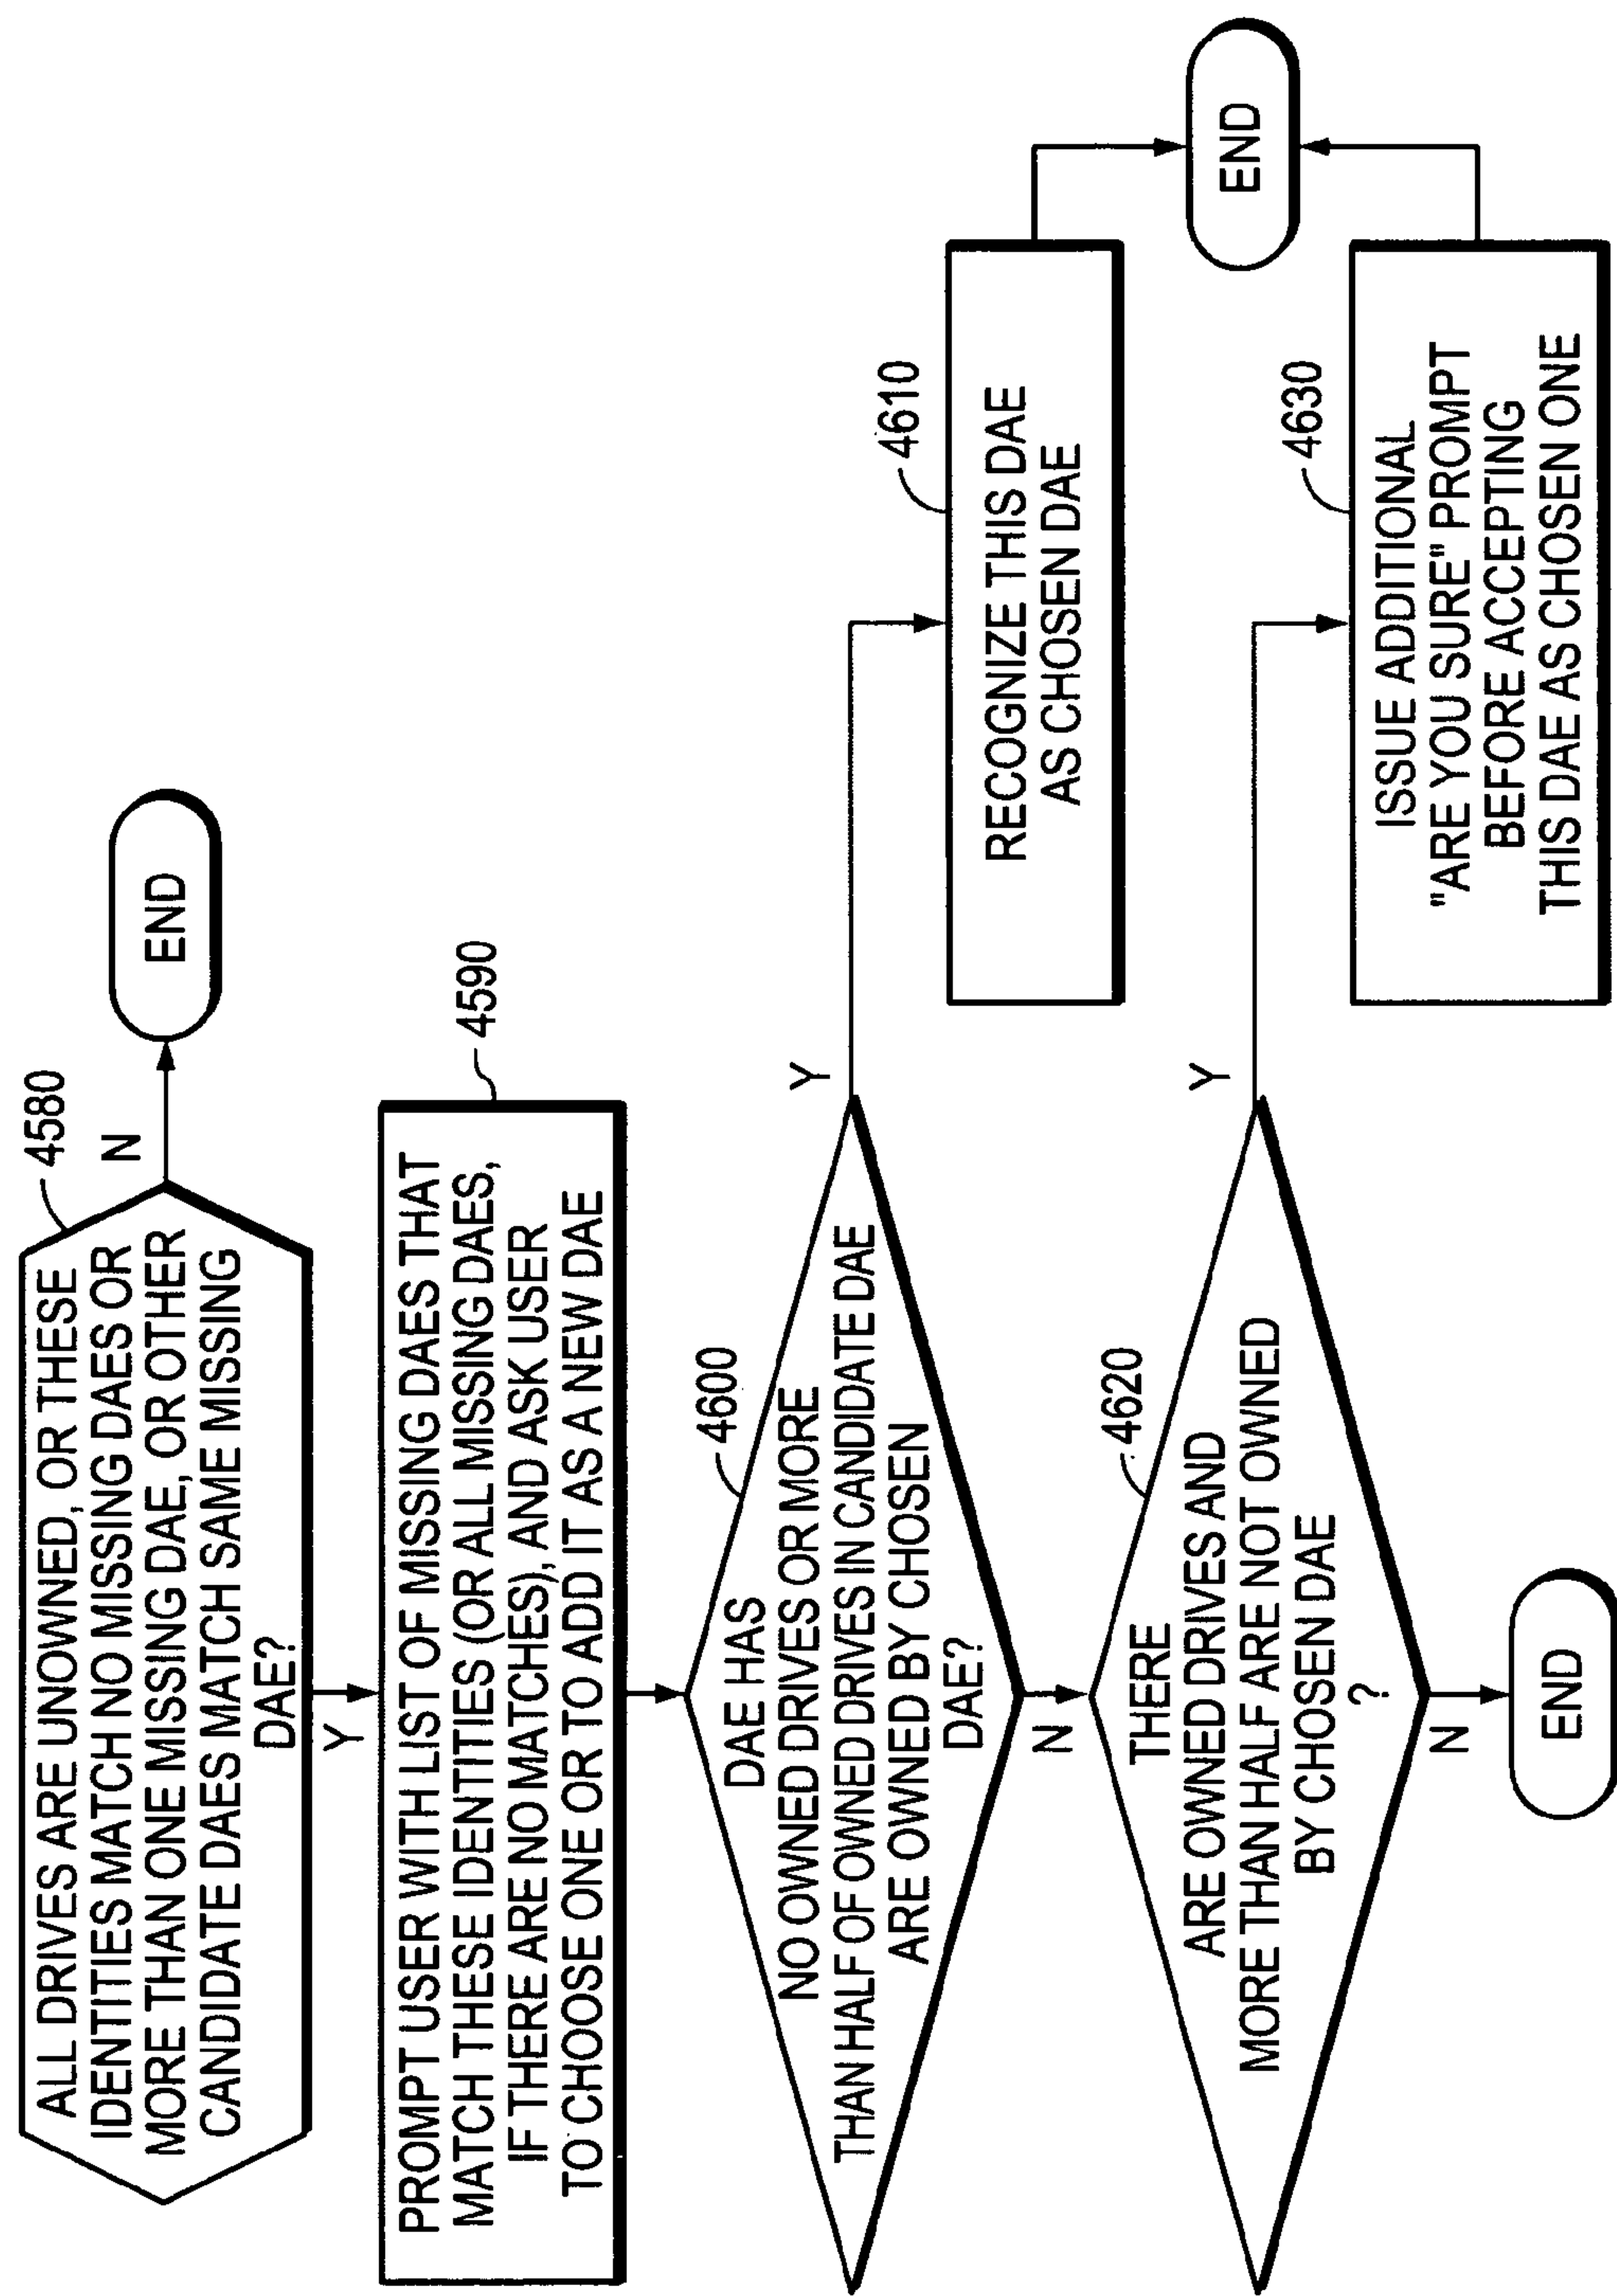 4580
ALL DRIVES ARE UNOWNED, OR THESE
IDENTITIES MATCH NO MISSING DAES OR
MORE THAN ONE MISSING DAE, OR OTHER
CANDIDATE DAES MATCH SAME MISSING
DAE?
N
END
Y
4590
PROMPT USER WITH LIST OF MISSING DAES THAT
MATCH THESE IDENTITIES (OR ALL MISSING DAES,
IF THERE ARE NO MATCHES), AND ASK USER
TO CHOOSE ONE OR TO ADD IT AS A NEW DAE
4600
DAE HAS
NO OWNED DRIVES OR MORE
THAN HALF OF OWNED DRIVES IN CANDIDATE DAE
ARE OWNED BY CHOSEN
DAE?
Y
4610
RECOGNIZE THIS DAE
AS CHOSEN DAE
END
N
4620
THERE
ARE OWNED DRIVES AND
MORE THAN HALF ARE NOT OWNED
BY CHOSEN DAE
?
Y
4630
ISSUE ADDITIONAL
"ARE YOU SURE" PROMPT
BEFORE ACCEPTING
THIS DAE AS CHOSEN ONE
N
END